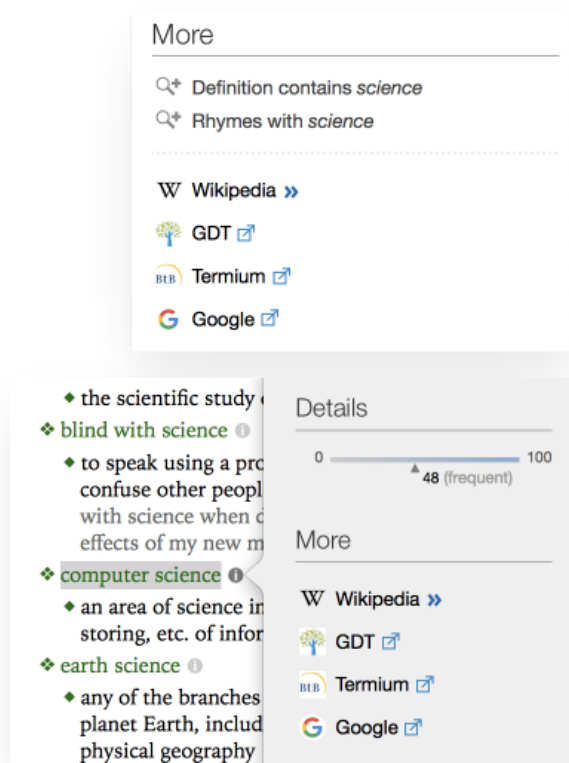 More
Definition contains science
Rhymes with science
W Wikipedia »
GDT
BtB Termium
G Google
the scientific study
blind with science
to speak using a pro
confuse other peopl
with science when d
effects of my new m
computer science
an area of science in
storing, etc. of infor
earth science
any of the branches
planet Earth, includ
physical geography
Details
0 100
48 (frequent)
More
W Wikipedia »
GDT
BtB Termium
G Google